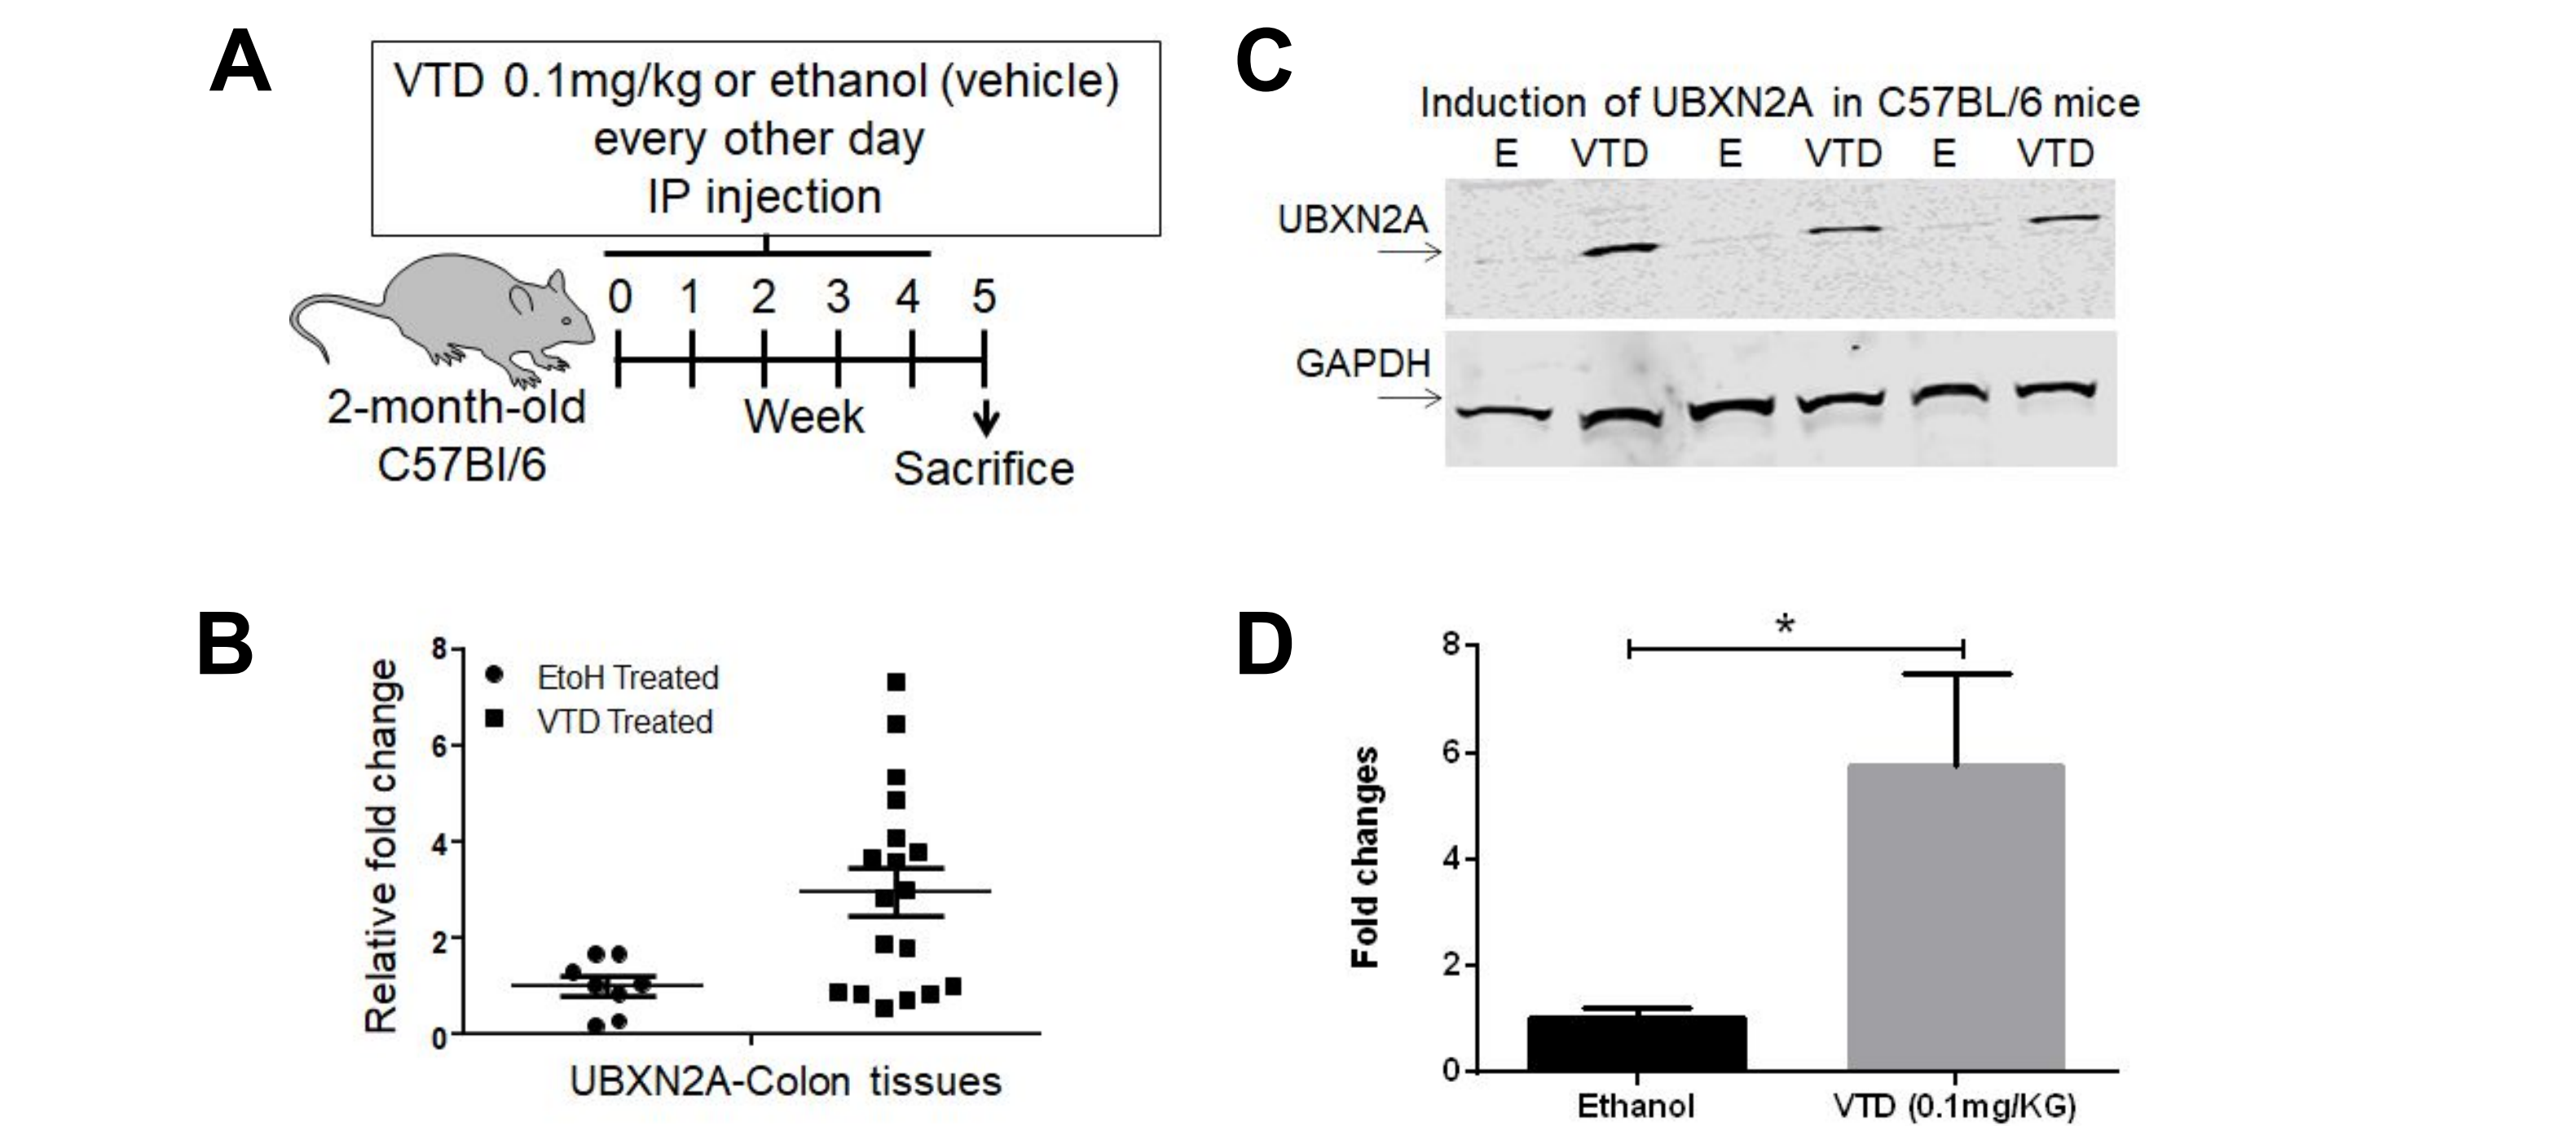 A
VTD 0.1mg/kg or ethanol (vehicle)
every other day
IP injection
0 1 2 3 4 5
Week
Sacrifice
2-month-old
C57Bl/6
B
Relative fold change
8
6
4
2
0
EtoH Treated
VTD Treated
UBXN2A-Colon tissues
C
Induction of UBXN2A in C57BL/6 mice
E VTD E VTD E VTD
UBXN2A
GAPDH
D
Fold changes
8
6
4
2
0
*
Ethanol VTD (0.1mg/KG)